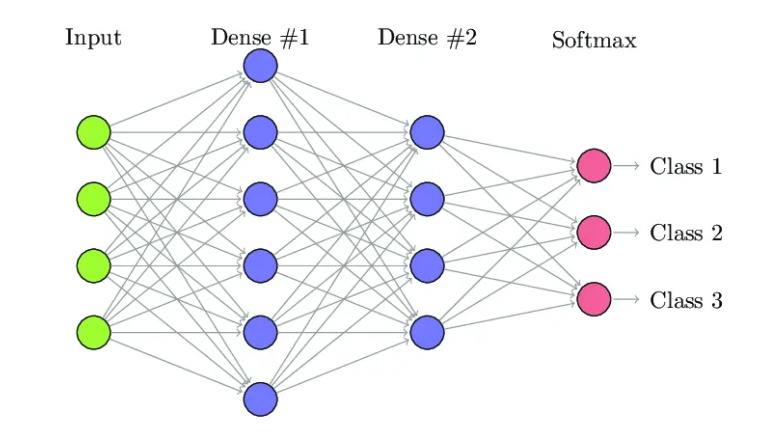 Input
Dense #1
Dense #2
Softmax
Class 1
Class 2
Class 3